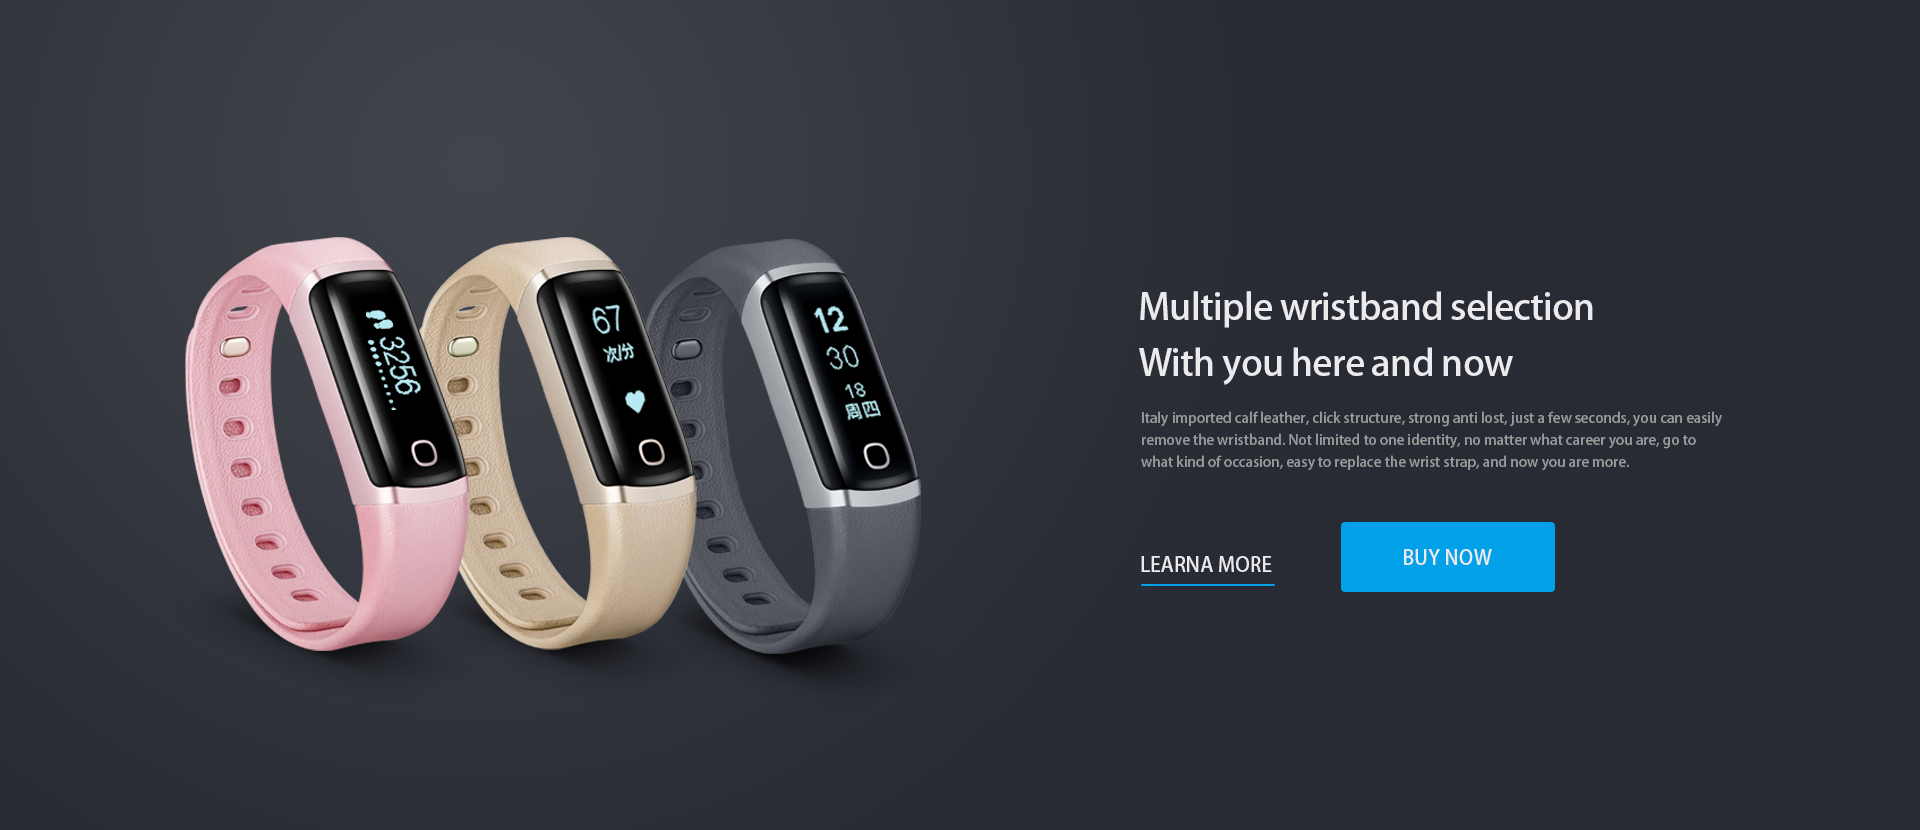 3256
67
次/分
12
30
18
周四
Multiple wristband selection
With you here and now
Italy imported calf leather, click structure, strong anti lost, just a few seconds, you can easily
remove the wristband. Not limited to one identity, no matter what career you are, go to
what kind of occasion, easy to replace the wrist strap, and now you are more.
LEARNA MORE
BUY NOW